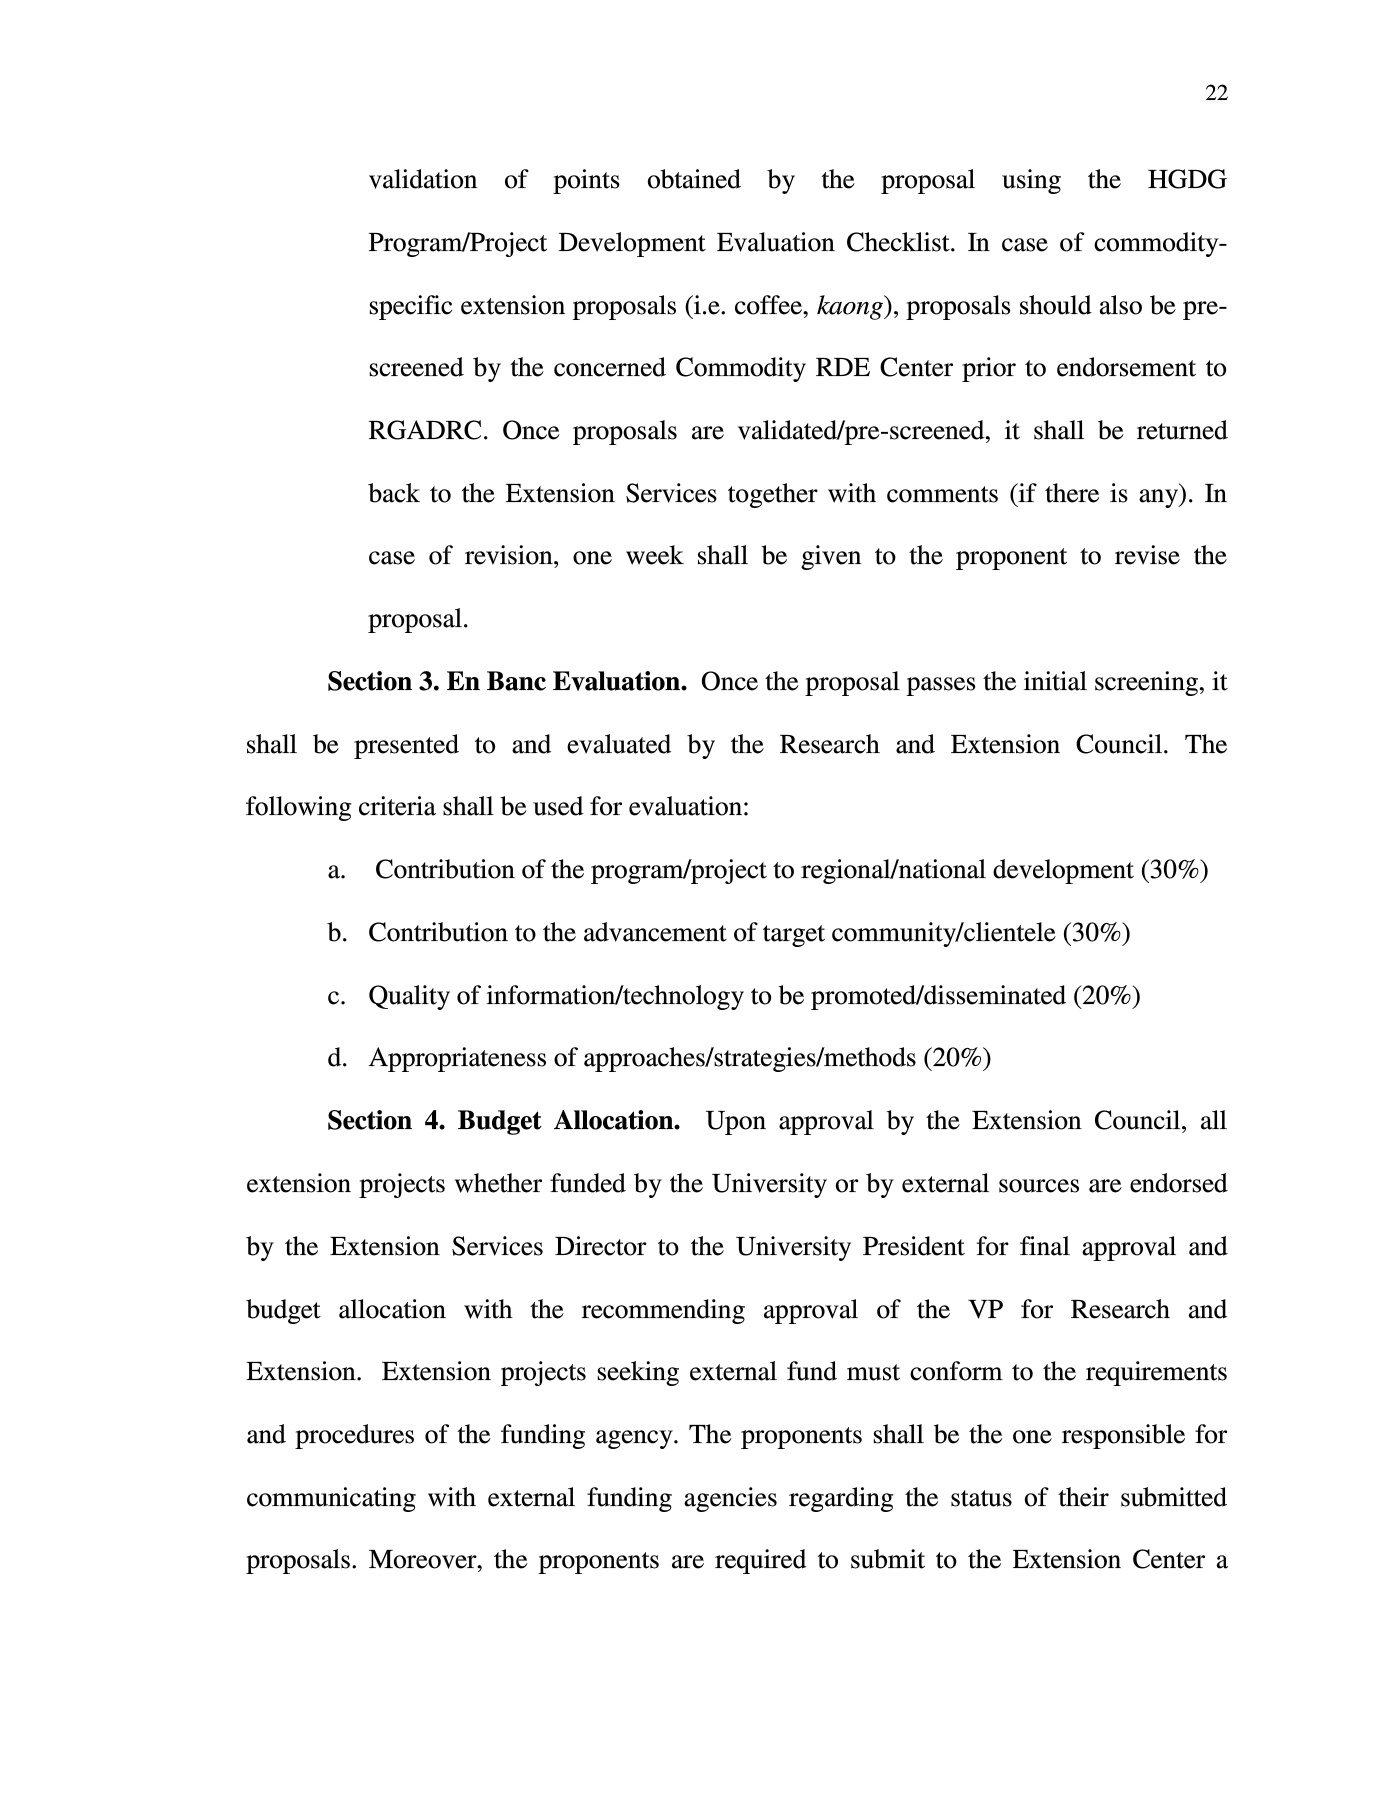 22
validation of points obtained by the proposal using the HGDG
Program/Project Development Evaluation Checklist. In case of commodity-
specific extension proposals (i.e. coffee, kaong), proposals should also be pre-
screened by the concerned Commodity RDE Center prior to endorsement to
RGADRC. Once proposals are validated/pre-screened, it shall be returned
back to the Extension Services together with comments (if there is any). In
case of revision, one week shall be given to the proponent to revise the
proposal.
Section 3. En Banc Evaluation. Once the proposal passes the initial screening, it
shall be presented to and evaluated by the Research and Extension Council. The
following criteria shall be used for evaluation:
a. Contribution of the program/project to regional/national development (30%)
b. Contribution to the advancement of target community/clientele (30%)
c. Quality of information/technology to be promoted/disseminated (20%)
d. Appropriateness of approaches/strategies/methods (20%)
Section 4. Budget Allocation. Upon approval by the Extension Council, all
extension projects whether funded by the University or by external sources are endorsed
by the Extension Services Director to the University President for final approval and
budget allocation with the recommending approval of the VP for Research and
Extension. Extension projects seeking external fund must conform to the requirements
and procedures of the funding agency. The proponents shall be the one responsible for
communicating with external funding agencies regarding the status of their submitted
proposals. Moreover, the proponents are required to submit to the Extension Center a